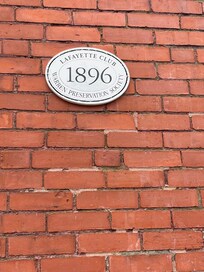 LAFAYETTE CLUB
1896
WARREN PRESERVATION SOCIETY